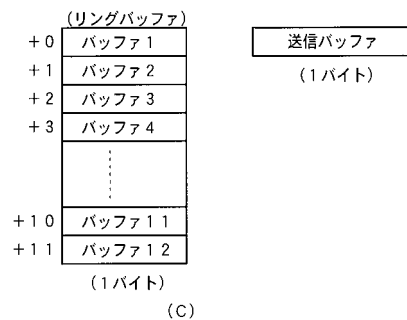 (リングバッファ)
+0 バッファ1
+1 バッファ2
+2 バッファ3
+3 バッファ4
+10 バッファ11
+11 バッファ12
(1バイト)
送信バッファ
(1バイト)
(C)